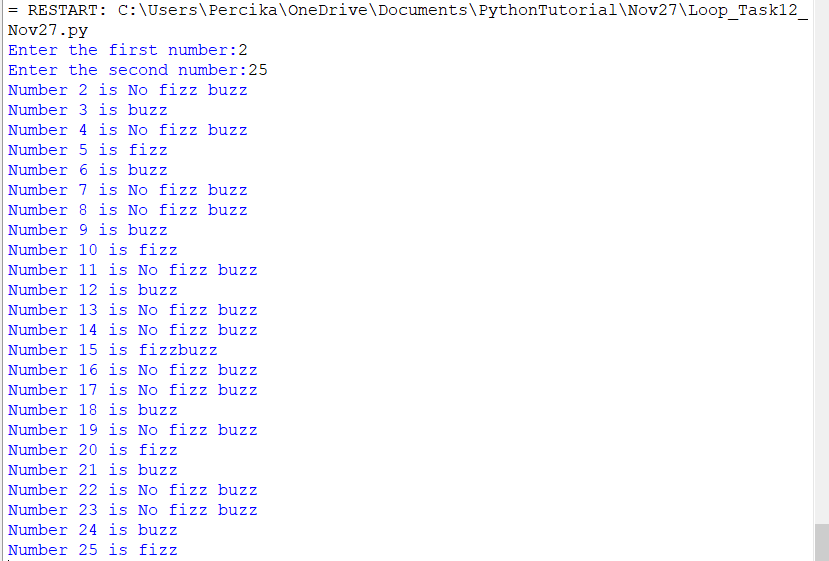 = RESTART: C:\Users\Percika\OneDrive\Documents\PythonTutorial\Nov27\Loop_Task12_
Nov27.py
Enter the first number:2
Enter the second number:25
Number 2 is No fizz buzz
Number 3 is buzz
Number 4 is No fizz buzz
Number 5 is fizz
Number 6 is buzz
Number 7 is No fizz buzz
Number 8 is No fizz buzz
Number 9 is buzz
Number 10 is fizz
Number 11 is No fizz buzz
Number 12 is buzz
Number 13 is No fizz buzz
Number 14 is No fizz buzz
Number 15 is fizzbuzz
Number 16 is No fizz buzz
Number 17 is No fizz buzz
Number 18 is buzz
Number 19 is No fizz buzz
Number 20 is fizz
Number 21 is buzz
Number 22 is No fizz buzz
Number 23 is No fizz buzz
Number 24 is buzz
Number 25 is fizz